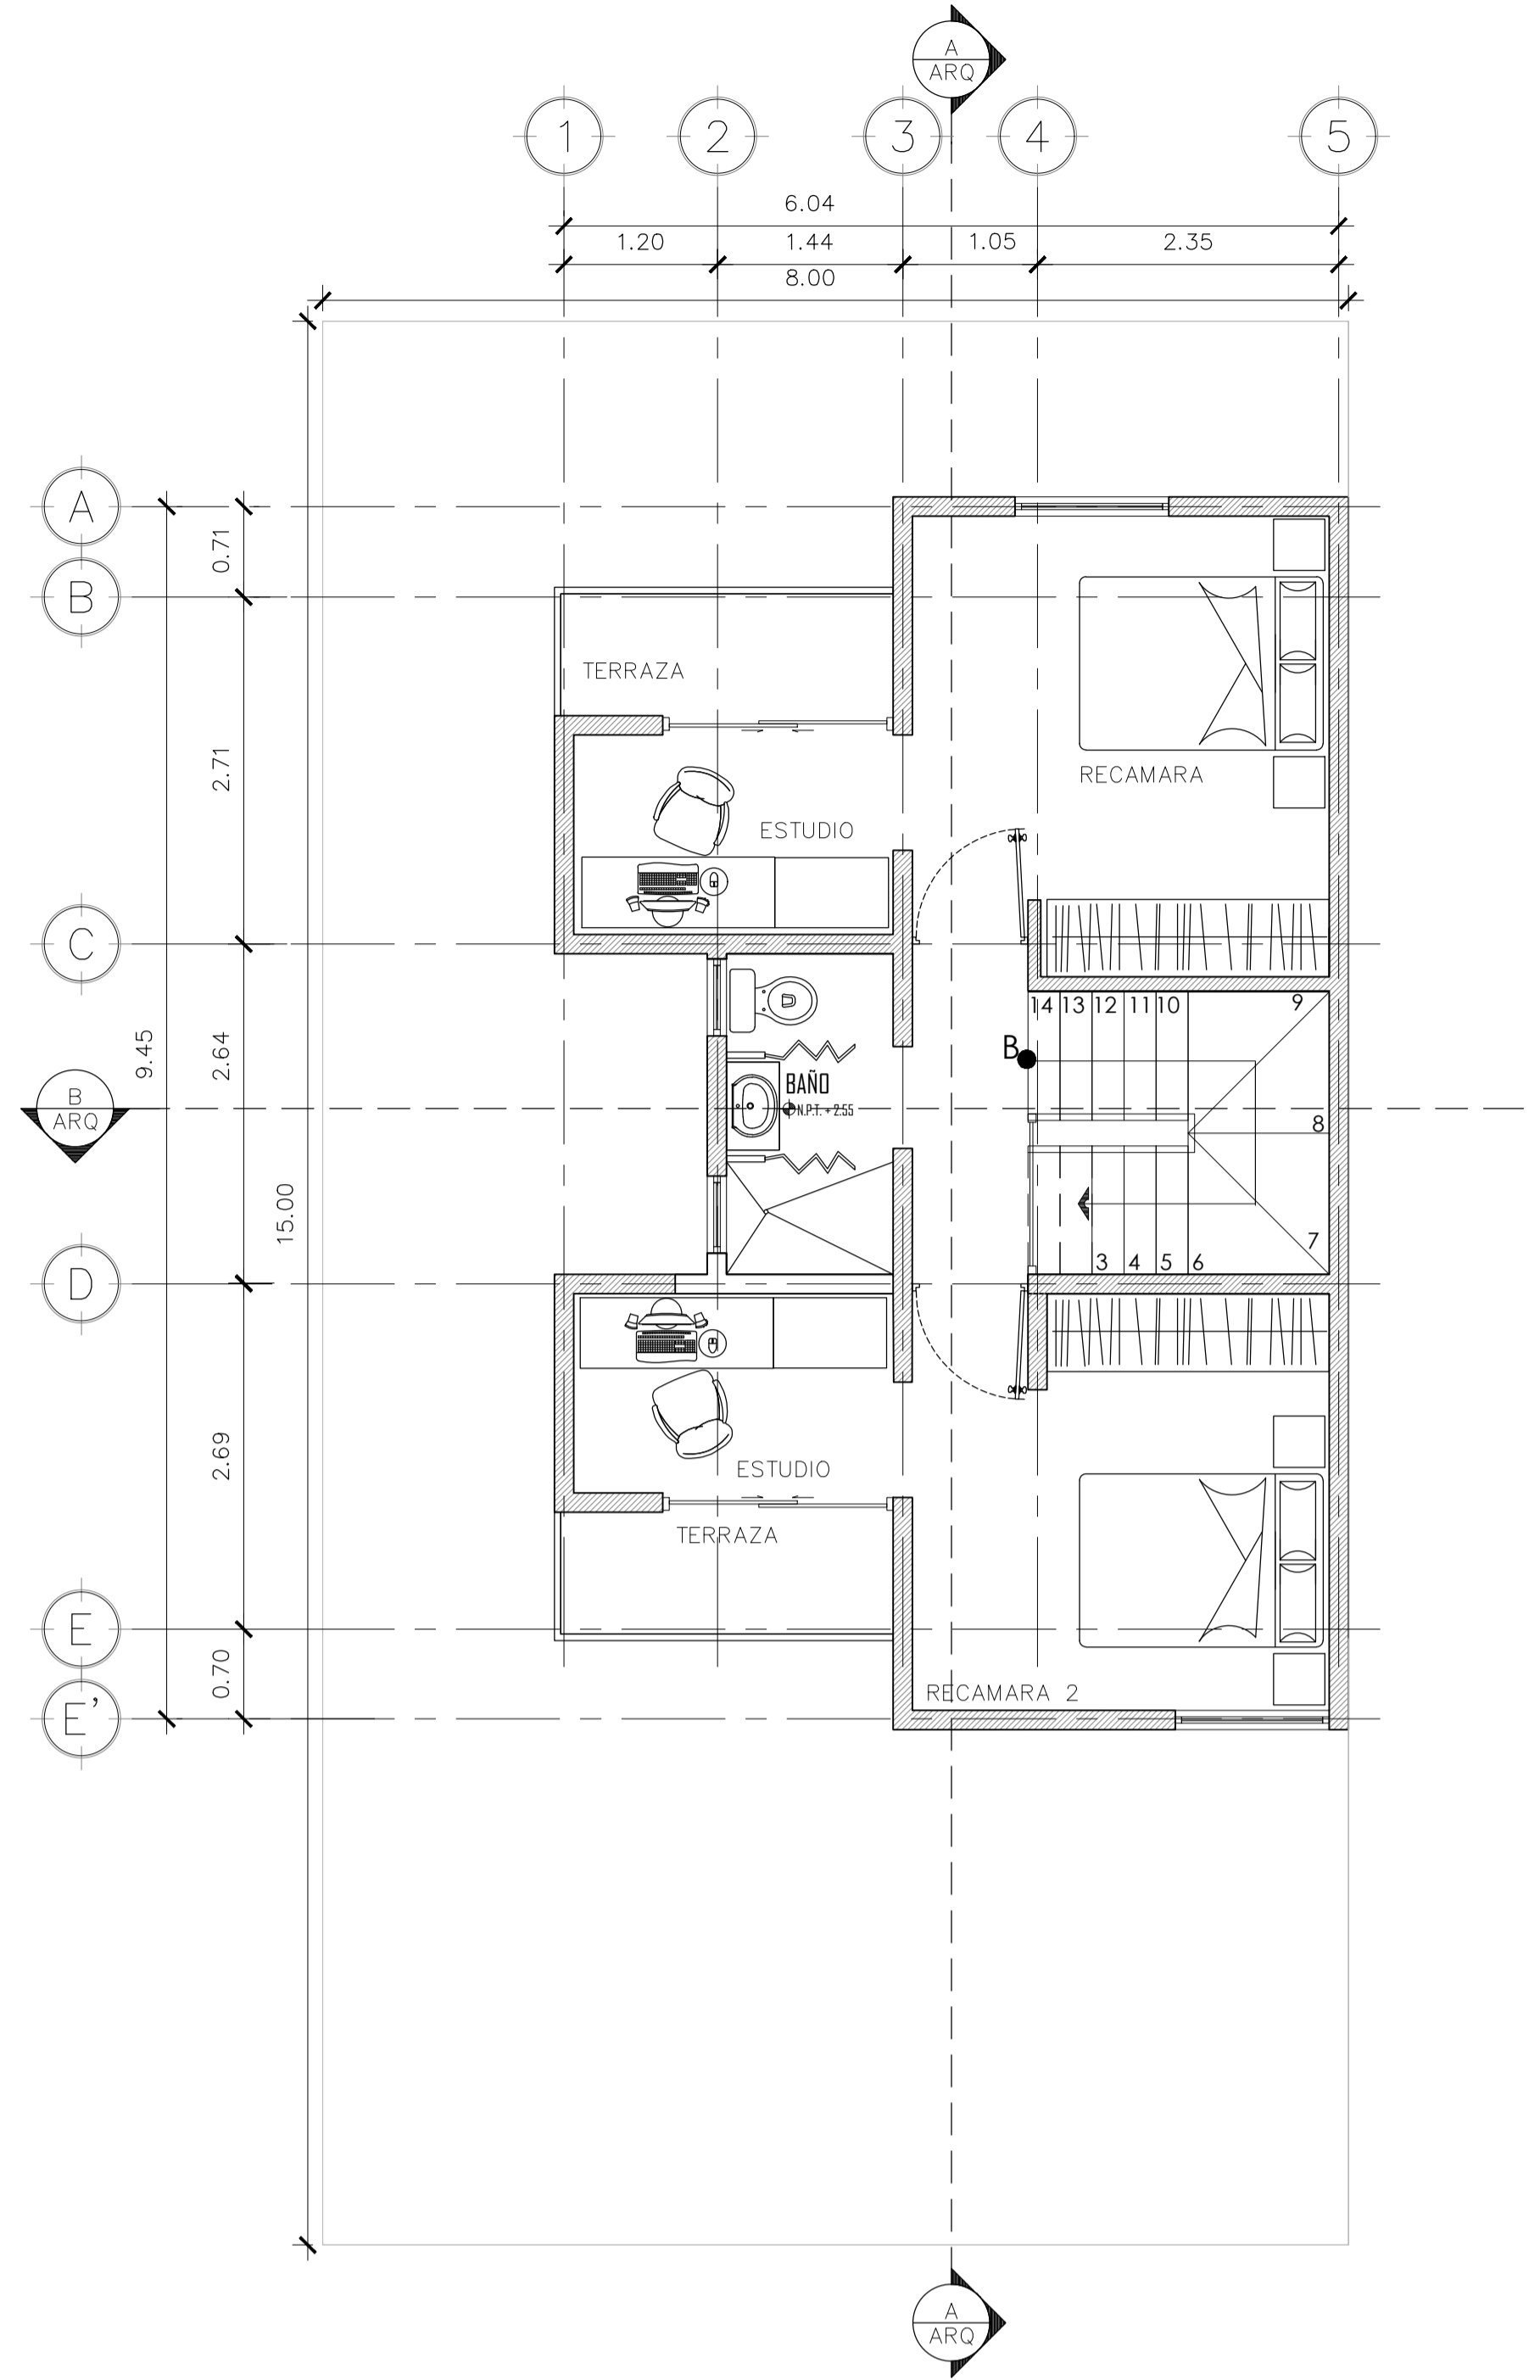 A
ARQ
1
2
3
4
5
6.04
1.20
1.44
1.05
2.35
8.00
A
0.71
B
TERRAZA
2.71
RECAMARA
ESTUDIO
C
14
13
12
11
10
9
B
9.45
2.64
BAÑO
N.P.T. + 2.55
B
ARQ
8
15.00
7
3
4
5
6
D
2.69
ESTUDIO
TERRAZA
E
0.70
RECAMARA 2
E'
A
ARQ